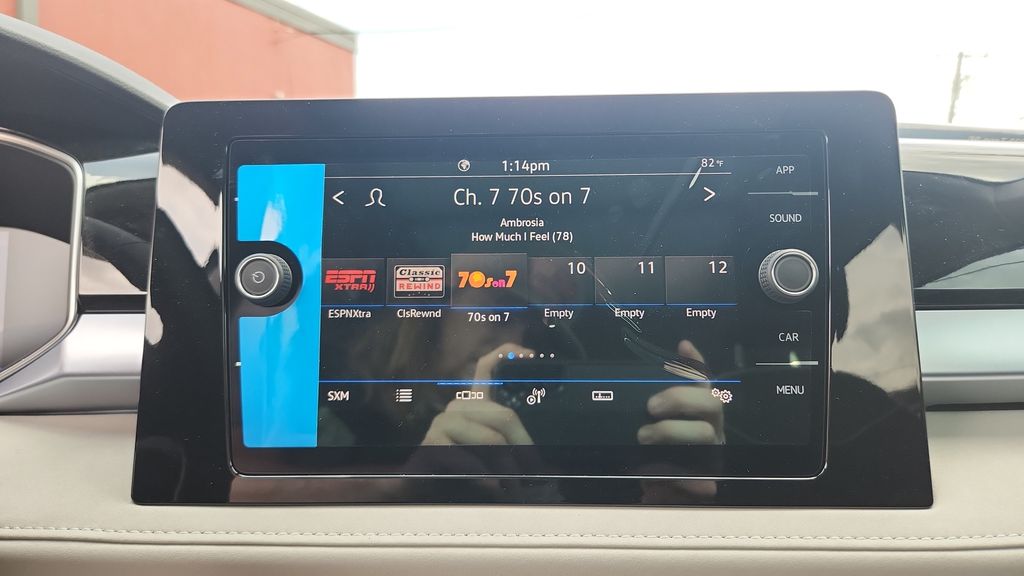 1:14pm
82 °F
< Ch. 7 70s on 7 >
Ambrosia
How Much I Feel (78)
ESPN XTRA))
Classic REWIND
70s on 7
10
11
12
ESPNXtra
ClsRewnd
70s on 7
Empty
Empty
Empty
SXM
APP
SOUND
CAR
MENU